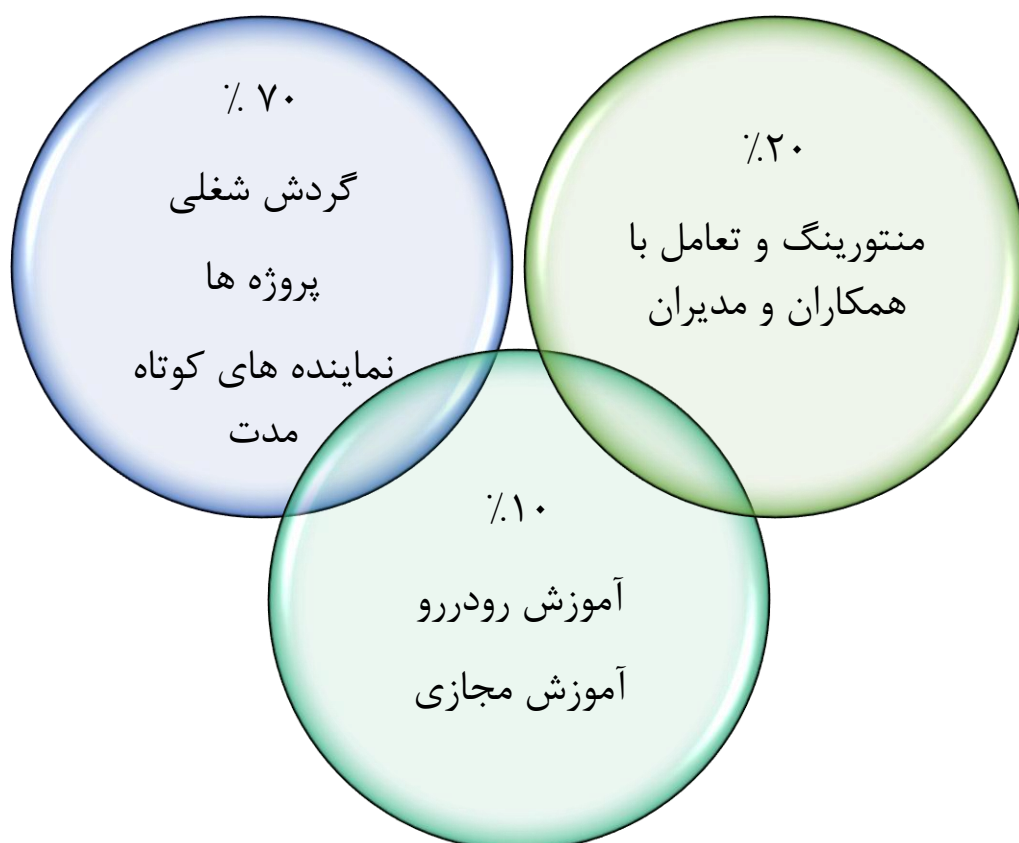 ٪ ۷۰
گردش شغلی
پروژه ها
نماینده های کوتاه
مدت
٪۲۰
منتورینگ و تعامل با
همکاران و مدیران
٪۱۰
آموزش رودررو
آموزش مجازی